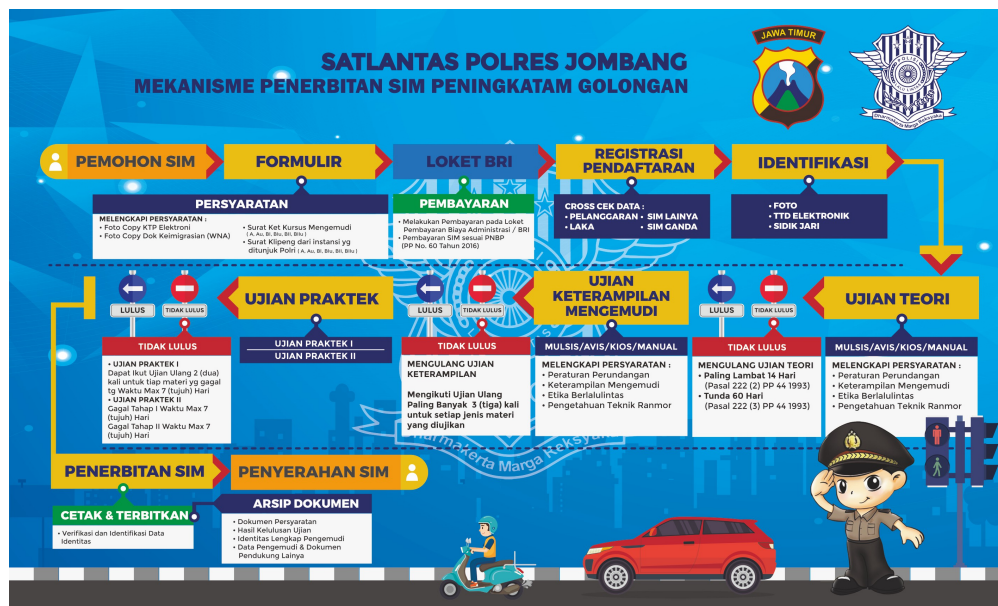 SATLANTAS POLRES JOMBANG
MEKANISME PENERBITAN SIM PENINGKATAM GOLONGAN
JAWA TIMUR
POLISI
LALU LINTAS
Dharmakerta Marga Reksyaka
PEMOHON SIM
FORMULIR
LOKET BRI
REGISTRASI
PENDAFTARAN
IDENTIFIKASI
PERSYARATAN
MELENGKAPI PERSYARATAN :
• Foto Copy KTP Elektroni
• Foto Copy Dok Keimigrasian (WNA)
• Surat Ket Kursus Mengemudi
( A, Au, BI, BIu, BII, BIIu )
• Surat Klipeng dari instansi yg
ditunjuk Polri ( A, Au, BI, BIu, BII, BIIu )
PEMBAYARAN
• Melakukan Pembayaran pada Loket
Pembayaran Biaya Administrasi / BRI
• Pembayaran SIM sesuai PNBP
(PP No. 60 Tahun 2016)
CROSS CEK DATA :
• PELANGGARAN
• LAKA
• SIM LAINYA
• SIM GANDA
• FOTO
• TTD ELEKTRONIK
• SIDIK JARI
UJIAN TEORI
MULSIS/AVIS/KIOS/MANUAL
MELENGKAPI PERSYARATAN :
• Peraturan Perundangan
• Keterampilan Mengemudi
• Etika Berlalulintas
• Pengetahuan Teknik Ranmor
LULUS
TIDAK LULUS
TIDAK LULUS
MENGULANG UJIAN TEORI
• Paling Lambat 14 Hari
(Pasal 222 (2) PP 44 1993)
• Tunda 60 Hari
(Pasal 222 (3) PP 44 1993)
UJIAN
KETERAMPILAN
MENGEMUDI
MULSIS/AVIS/KIOS/MANUAL
MELENGKAPI PERSYARATAN :
• Peraturan Perundangan
• Keterampilan Mengemudi
• Etika Berlalulintas
• Pengetahuan Teknik Ranmor
LULUS
TIDAK LULUS
TIDAK LULUS
MENGULANG UJIAN
KETERAMPILAN
Mengikuti Ujian Ulang
Paling Banyak 3 (tiga) kali
untuk setiap jenis materi
yang diujikan
UJIAN PRAKTEK
UJIAN PRAKTEK I
UJIAN PRAKTEK II
LULUS
TIDAK LULUS
TIDAK LULUS
• UJIAN PRAKTEK I
Dapat Ikut Ujian Ulang 2 (dua)
kali untuk tiap materi yg gagal
tg Waktu Max 7 (tujuh) Hari
• UJIAN PRAKTEK II
Gagal Tahap I Waktu Max 7
(tujuh) Hari
Gagal Tahap II Waktu Max 7
(tujuh) Hari
Dharmakerta Marga Reksyaka
PENERBITAN SIM
PENYERAHAN SIM
CETAK & TERBITKAN
• Verifikasi dan Identifikasi Data
Identitas
ARSIP DOKUMEN
• Dokumen Persyaratan
• Hasil Kelulusan Ujian
• Identitas Lengkap Pengemudi
• Data Pengemudi & Dokumen
Pendukung Lainya